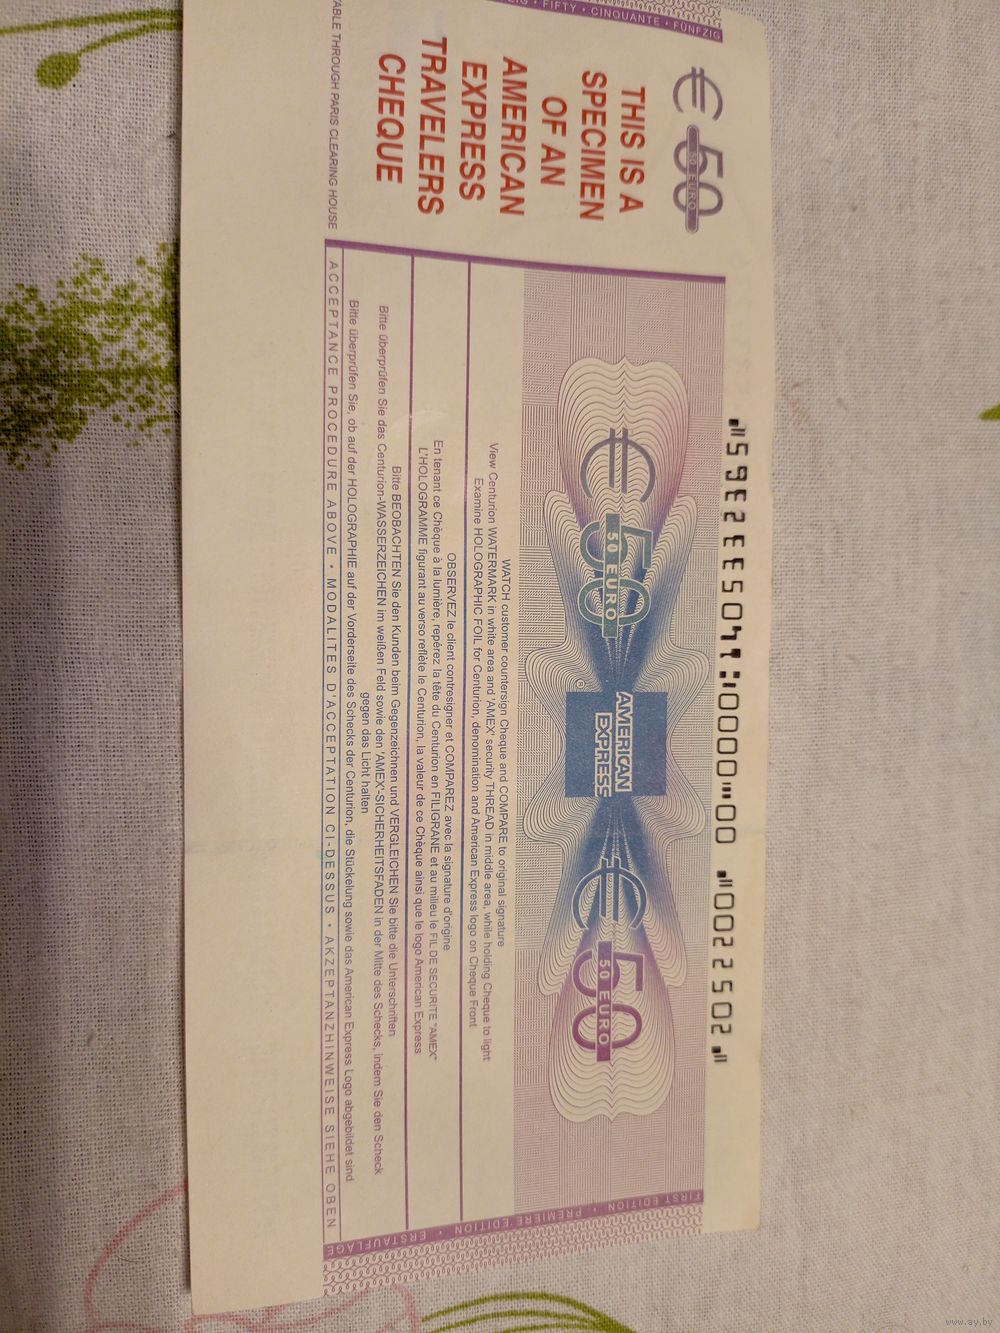 FIFTY • CINQUANTE • FÜNFZIG
€ 50
50 EURO
THIS IS A
SPECIMEN
OF AN
AMERICAN
EXPRESS
TRAVELERS
CHEQUE
THROUGH PARIS CLEARING HOUSE
€ 50
50 EURO
AMERICAN
EXPRESS
®
€ 50
50 EURO
WATCH customer countersign Cheque and COMPARE to original signature
View Centurion WATERMARK in white area and 'AMEX' security THREAD in middle area, while holding Cheque to light
Examine HOLOGRAPHIC FOIL for Centurion, denomination and American Express logo on Cheque Front
OBSERVEZ le client contresigner et COMPAREZ avec la signature d'origine
En tenant ce Chèque à la lumière, repérez la tête du Centurion en FILIGRANE et au milieu le FIL DE SECURITE "AMEX"
L'HOLOGRAMME figurant au verso reflète le Centurion, la valeur de ce Chèque ainsi que le logo American Express
Bitte BEOBACHTEN Sie den Kunden beim Gegenzeichnen und VERGLEICHEN Sie bitte die Unterschriften
Bitte überprüfen Sie das Centurion-WASSERZEICHEN im weißen Feld sowie den 'AMEX'-SICHERHEITSFADEN in der Mitte des Schecks, indem Sie den Scheck
gegen das Licht halten
Bitte überprüfen Sie, ob auf der HOLOGRAPHIE auf der Vorderseite des Schecks der Centurion, die Stückelung sowie das American Express Logo abgebildet sind
ACCEPTANCE PROCEDURE ABOVE • MODALITES D'ACCEPTATION CI-DESSUS • AKZEPTANZHINWEISE SIEHE OBEN
FIRST EDITION • PREMIERE EDITION • ERSTAUFLAGE
www.ay.by